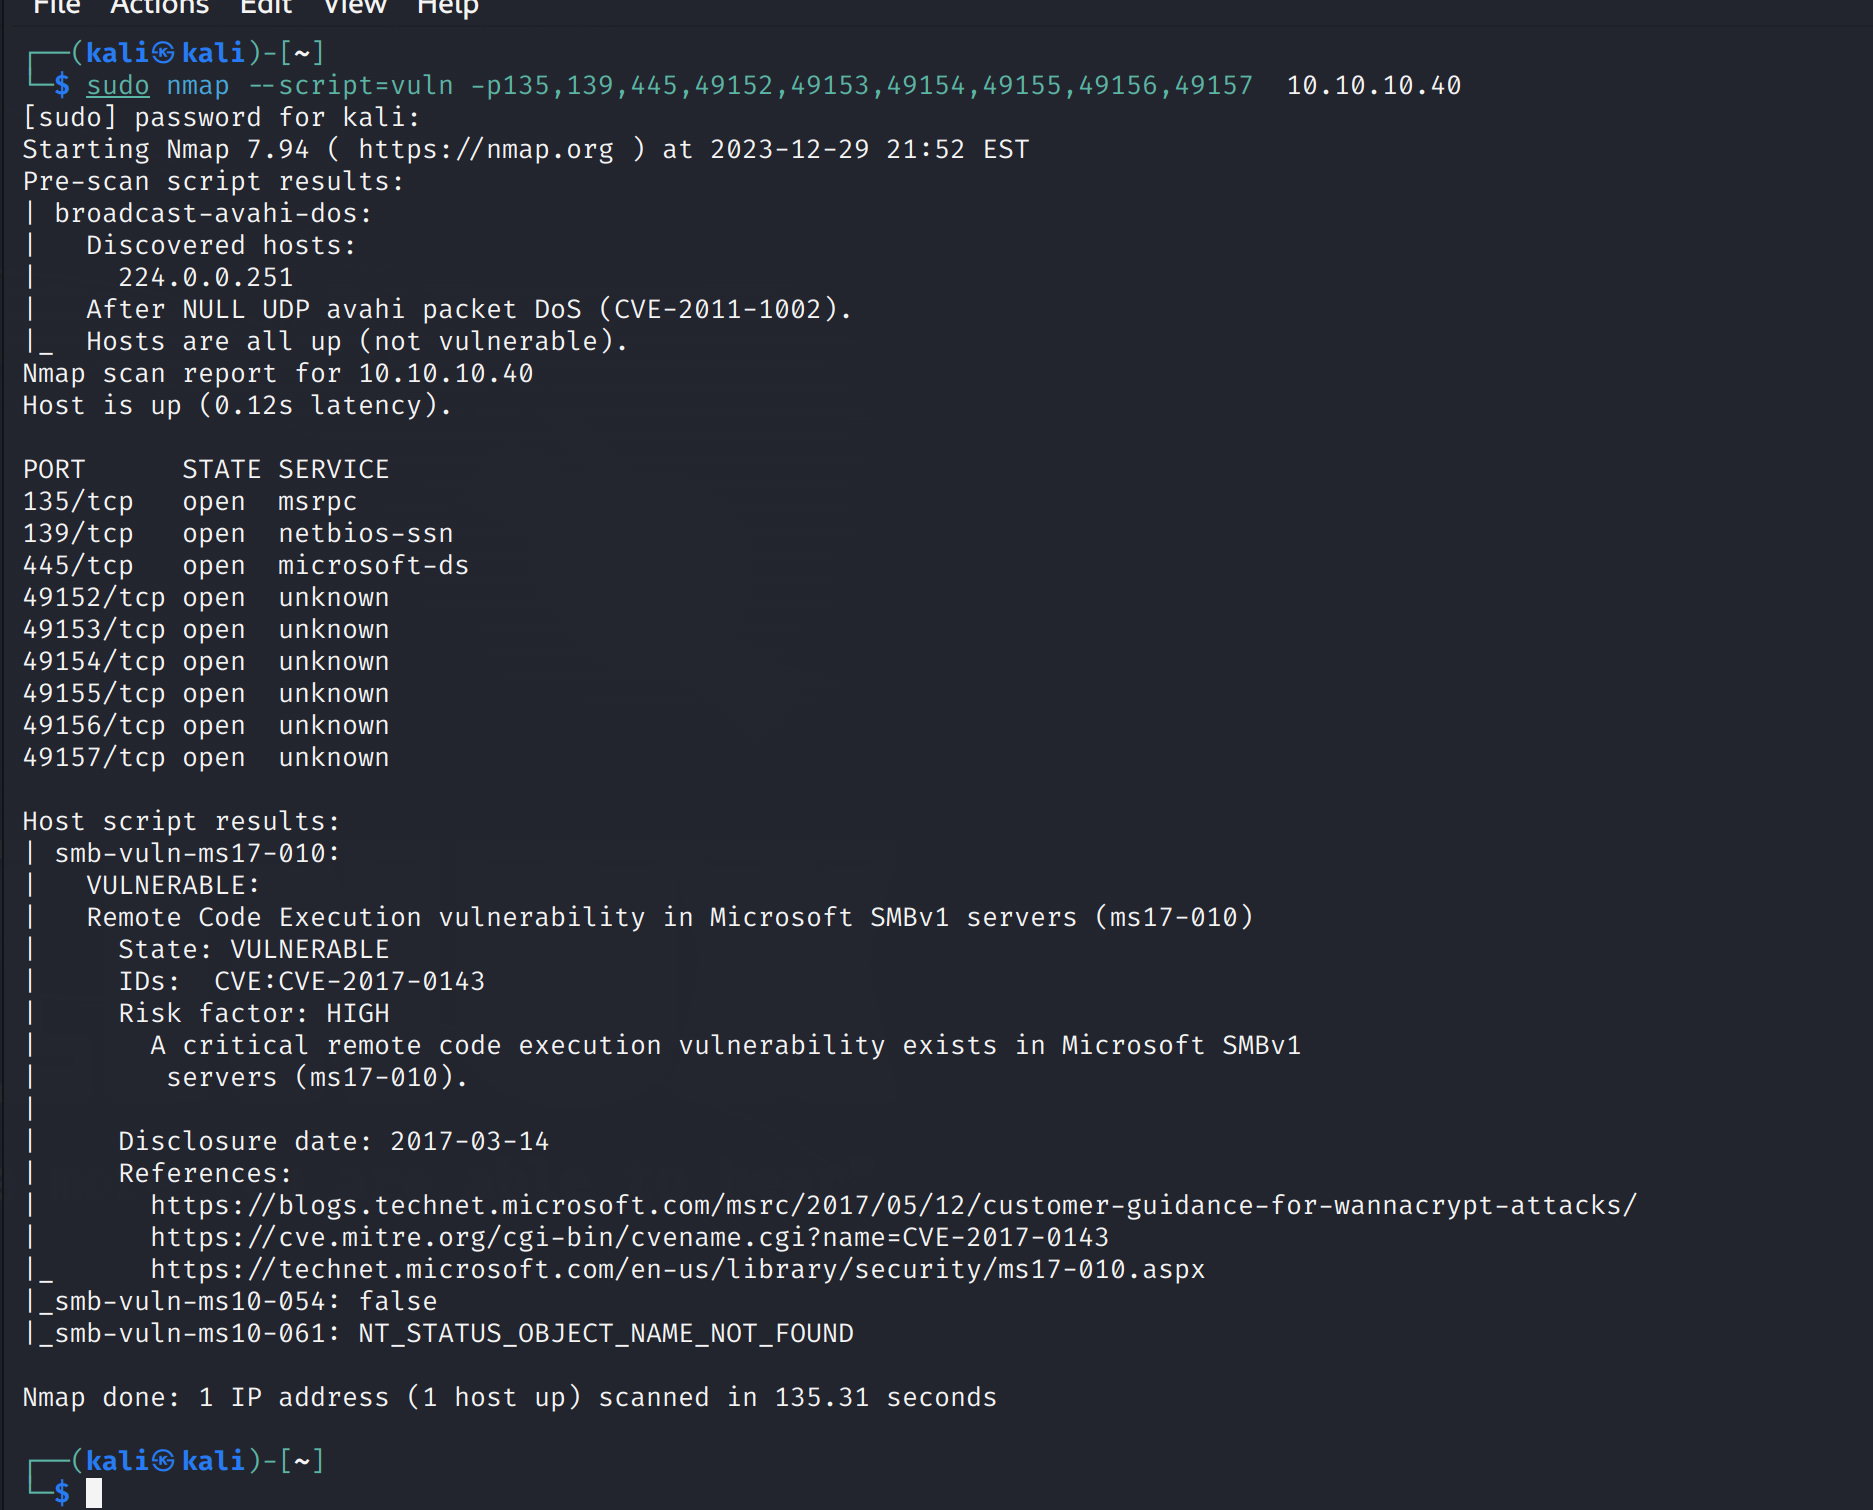 File Actions Edit View Help
┌──(kali㉿kali)-[~]
└─$ sudo nmap --script=vuln -p135,139,445,49152,49153,49154,49155,49156,49157  10.10.10.40
[sudo] password for kali:
Starting Nmap 7.94 ( https://nmap.org ) at 2023-12-29 21:52 EST
Pre-scan script results:
| broadcast-avahi-dos:
|   Discovered hosts:
|     224.0.0.251
|   After NULL UDP avahi packet DoS (CVE-2011-1002).
|_  Hosts are all up (not vulnerable).
Nmap scan report for 10.10.10.40
Host is up (0.12s latency).

PORT      STATE SERVICE
135/tcp   open  msrpc
139/tcp   open  netbios-ssn
445/tcp   open  microsoft-ds
49152/tcp open  unknown
49153/tcp open  unknown
49154/tcp open  unknown
49155/tcp open  unknown
49156/tcp open  unknown
49157/tcp open  unknown

Host script results:
| smb-vuln-ms17-010:
|   VULNERABLE:
|   Remote Code Execution vulnerability in Microsoft SMBv1 servers (ms17-010)
|     State: VULNERABLE
|     IDs:  CVE:CVE-2017-0143
|     Risk factor: HIGH
|       A critical remote code execution vulnerability exists in Microsoft SMBv1
|        servers (ms17-010).
|
|     Disclosure date: 2017-03-14
|     References:
|       https://blogs.technet.microsoft.com/msrc/2017/05/12/customer-guidance-for-wannacrypt-attacks/
|       https://cve.mitre.org/cgi-bin/cvename.cgi?name=CVE-2017-0143
|_      https://technet.microsoft.com/en-us/library/security/ms17-010.aspx
|_smb-vuln-ms10-054: false
|_smb-vuln-ms10-061: NT_STATUS_OBJECT_NAME_NOT_FOUND

Nmap done: 1 IP address (1 host up) scanned in 135.31 seconds

┌──(kali㉿kali)-[~]
└─$